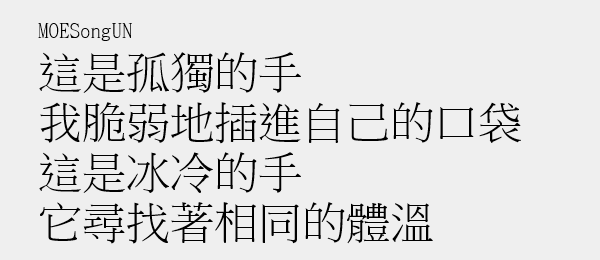 MOESongUN
這是孤獨的手
我脆弱地插進自己的口袋
這是冰冷的手
它尋找著相同的體溫